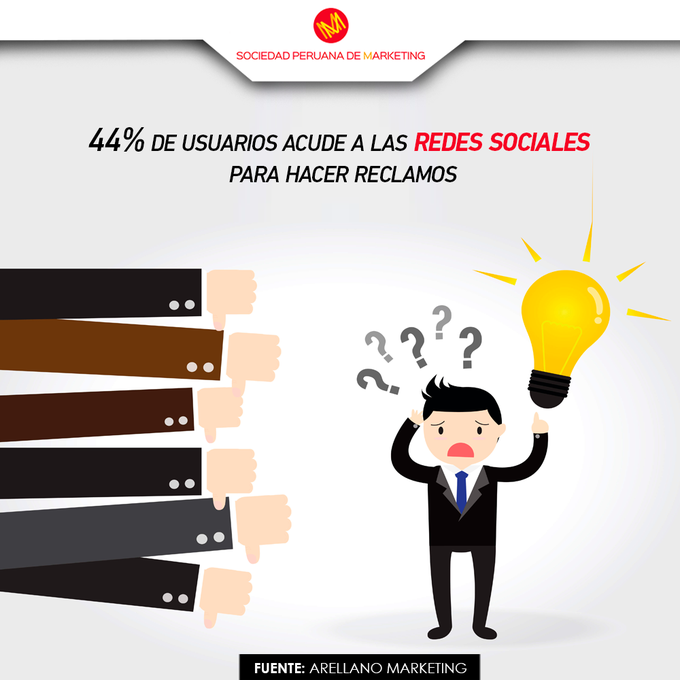 SOCIEDAD PERUANA DE MARKETING
44% DE USUARIOS ACUDE A LAS REDES SOCIALES
PARA HACER RECLAMOS
? ? ? ? ?
FUENTE: ARELLANO MARKETING